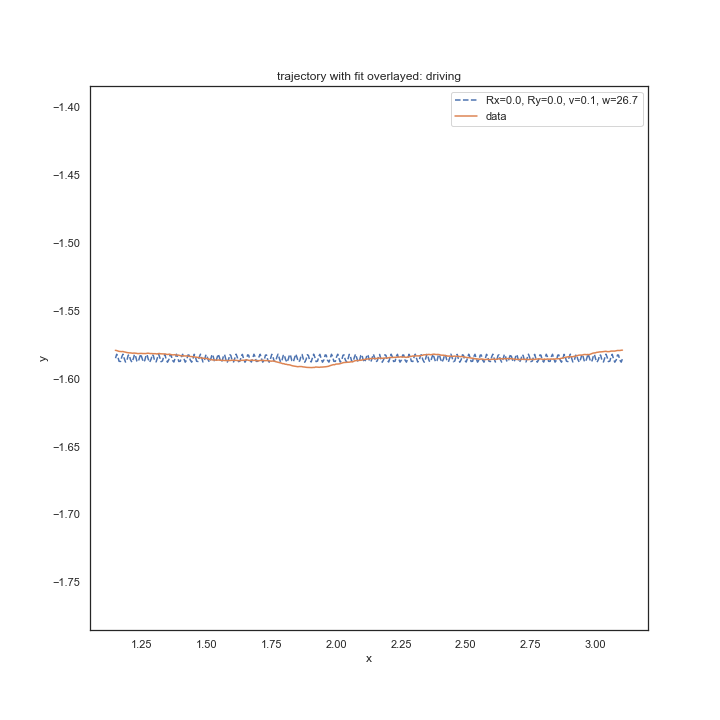 trajectory with fit overlayed: driving
Rx=0.0, Ry=0.0, v=0.1, w=26.7
data
−1.40
−1.45
−1.50
−1.55
−1.60
−1.65
−1.70
−1.75
y
1.25 1.50 1.75 2.00 2.25 2.50 2.75 3.00
x